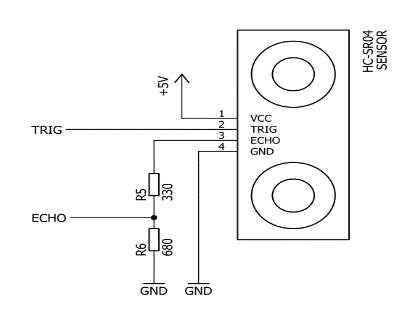 HC-SR04
SENSOR
+5V
1 VCC
TRIG 2 TRIG
3 ECHO
4 GND
R5
330
ECHO
R6
680
GND GND